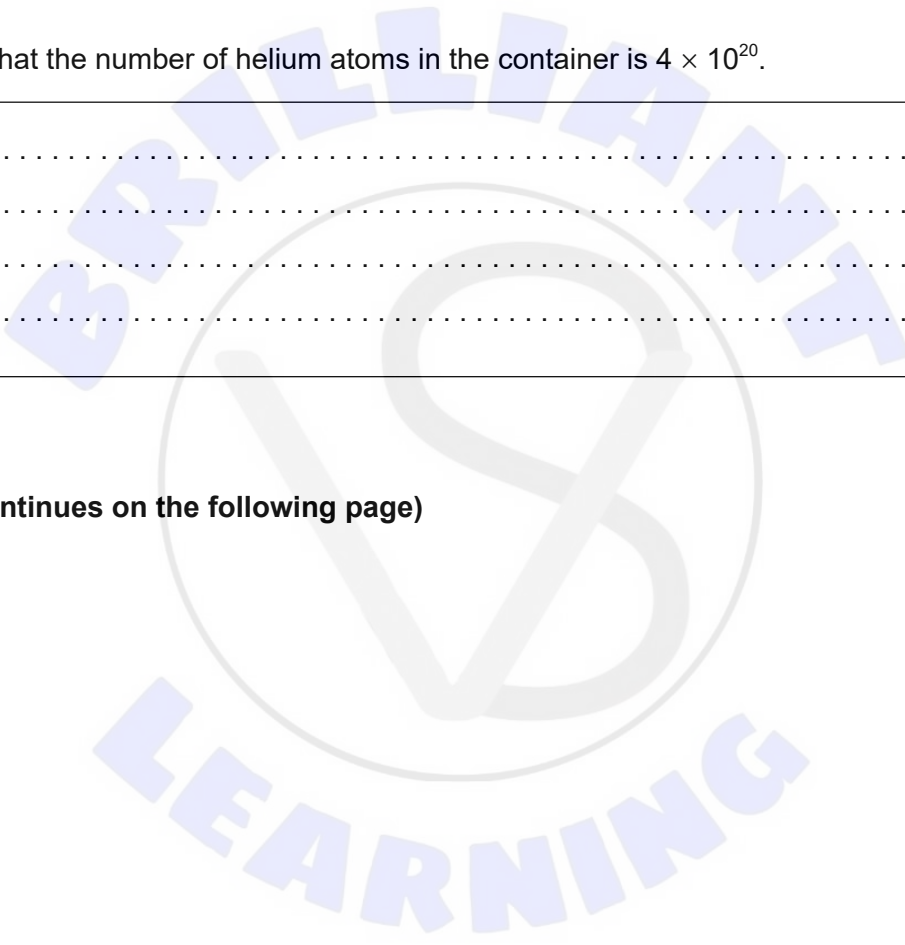 hat the number of helium atoms in the container is 4 × 10²⁰.
ntinues on the following page)
BRILLIANT
VS
LEARNING